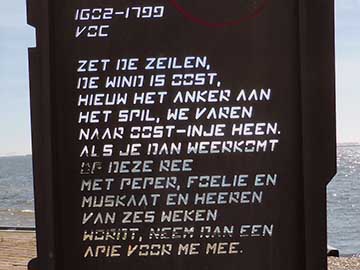 1602-1799
VOC
ZET DE ZEILEN,
DE WIND IS OOST,
HIEUW HET ANKER AAN
HET SPIL, WE VAREN
NAAR OOST-INJE HEEN.
ALS JE DAN WEERKOMT
OP DEZE REE
MET PEPER, FOELIE EN
MUSKAAT EN HEEREN
VAN ZES WEKEN
WORDT, NEEM DAN EEN
APIE VOOR ME MEE.